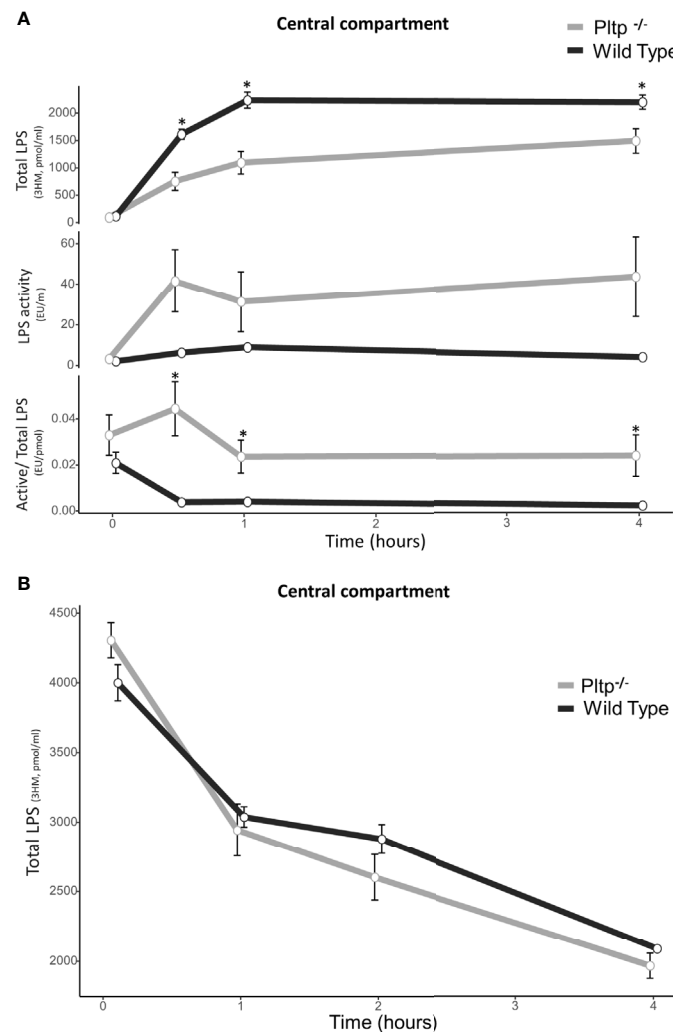 A
Central compartment
Pltp -/-
Wild Type
Total LPS
(3HM, pmol/ml)
2000
1500
1000
500
0
LPS activity
(EU/m)
60
40
20
0
Active/ Total LPS
(EU/pmol)
0.04
0.02
0.00
* * *
* * *
0 1 2 3 4
Time (hours)
B
Central compartment
Pltp-/-
Wild Type
Total LPS (3HM, pmol/ml)
4500
4000
3500
3000
2500
2000
0 1 2 3 4
Time (hours)